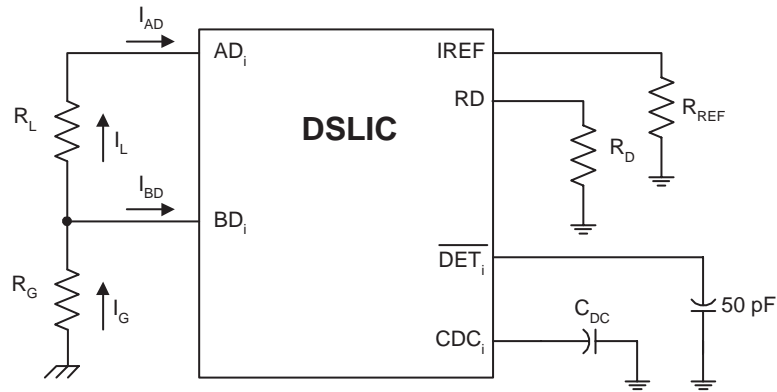 I_AD
AD_i
IREF
R_L
I_L
RD
DSLIC
R_REF
R_D
I_BD
BD_i
R_G
I_G
DET_i
50 pF
C_DC
CDC_i